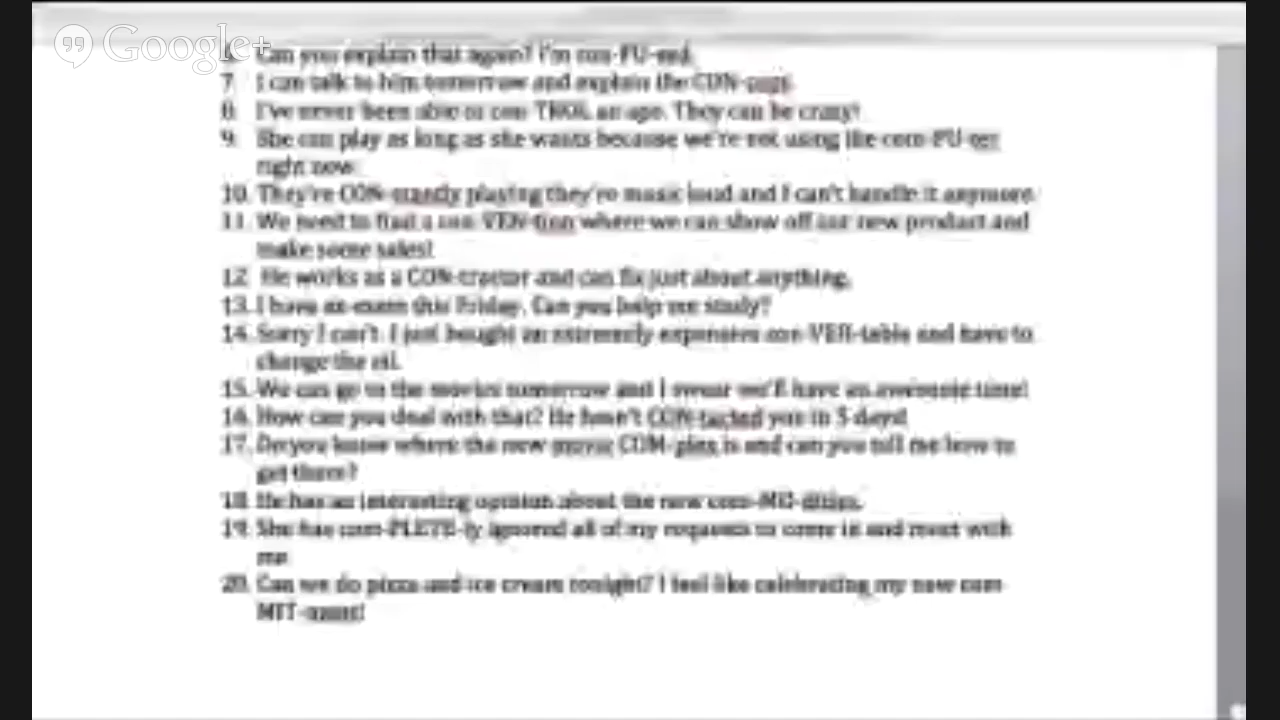 Google+
Can you explain that again? I'm con-FU-sed.
7. I can talk to him tomorrow and explain the CON-cept.
8. I've never been able to con-TROL an ape. They can be crazy!
9. She can play as long as she wants because we're not using the com-PU-ter
right now.
10. They're CON-stantly playing they're music loud and I can't handle it anymore.
11. We need to find a con-VEN-tion where we can show off our new product and
make some sales!
12. He works as a CON-tractor and can fix just about anything.
13. I have an exam this Friday. Can you help me study?
14. Sorry I can't. I just bought an extremely expensive con-VER-table and have to
change the oil.
15. We can go to the movies tomorrow and I swear we'll have an awesome time!
16. How can you deal with that? He hasn't CON-tacted you in 5 days!
17. Do you know where the new movie COM-plex is and can you tell me how to
get there?
18. He has an interesting opinion about the new com-MO-dities.
19. She has com-PLETE-ly ignored all of my requests to come in and meet with
me.
20. Can we do pizza and ice cream tonight? I feel like celebrating my new com-
MIT-ment!